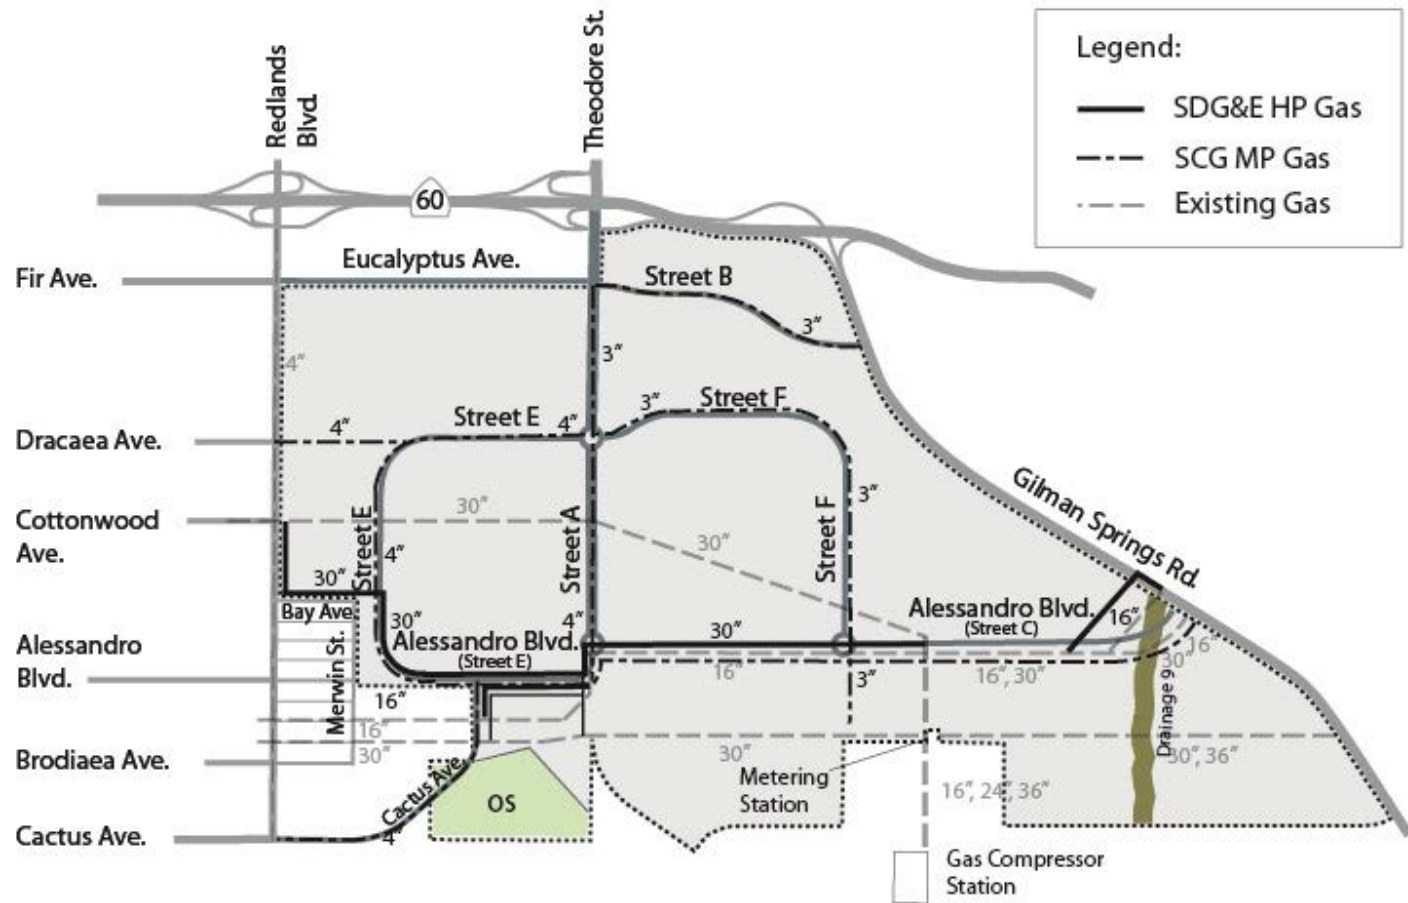 Redlands
Blvd.
Theodore St.
Legend:
SDG&E HP Gas
SCG MP Gas
Existing Gas
60
Eucalyptus Ave.
Fir Ave.
Street B
3”
3”
4”
Street F
3”
Street E
4”
4”
Dracaea Ave.
3”
Gilman Springs Rd.
Cottonwood
Ave.
30”
30”
Street E
4”
Street A
Street F
30”
Bay Ave
30”
4”
30”
Alessandro Blvd.
(Street C)
16”
Alessandro
Blvd.
Merwin St.
Alessandro Blvd.
(Street E)
16”
16”
30”
16”, 30”
3”
16”
16”
30”
Brodiaea Ave.
30”
Drainage 9
30”, 36”
Metering
Station
16”, 24”, 36”
Cactus Ave.
OS
Cactus Ave.
4”
Gas Compressor
Station